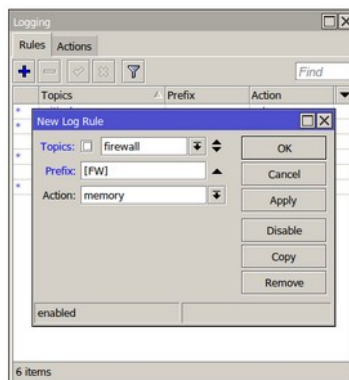 Logging
Rules Actions
Find
Topics Prefix Action
New Log Rule
Topics: firewall
Prefix: [FW]
Action: memory
OK
Cancel
Apply
Disable
Copy
Remove
enabled
6 items